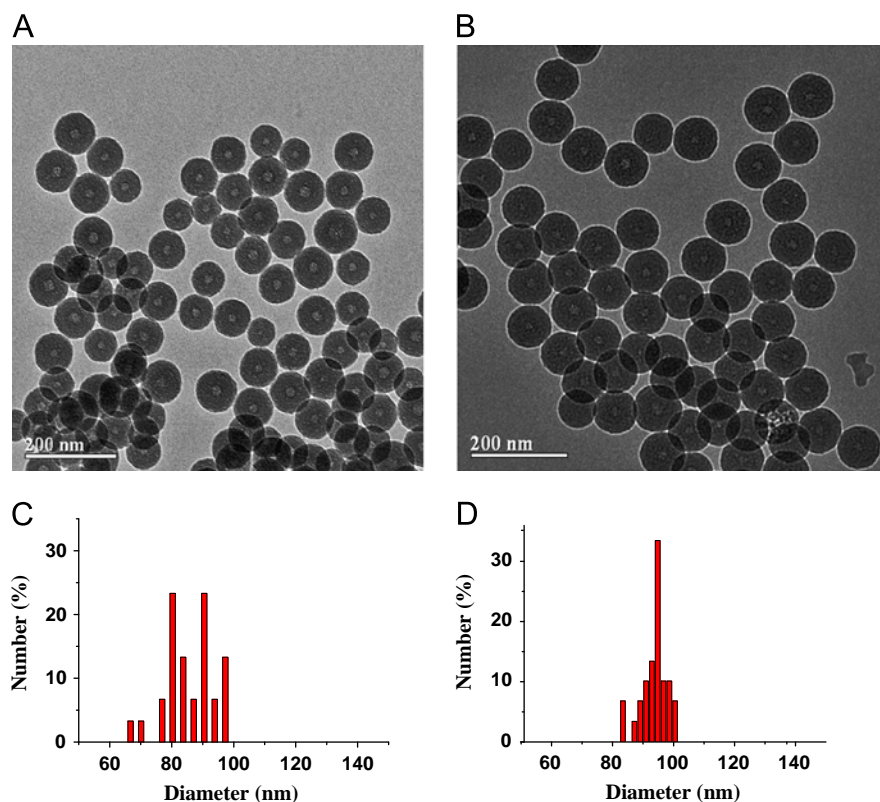 A B
200 nm 200 nm
C D
30 30
20 20
10 10
0 0
60 80 100 120 140 60 80 100 120 140
Number (%) Number (%)
Diameter (nm) Diameter (nm)